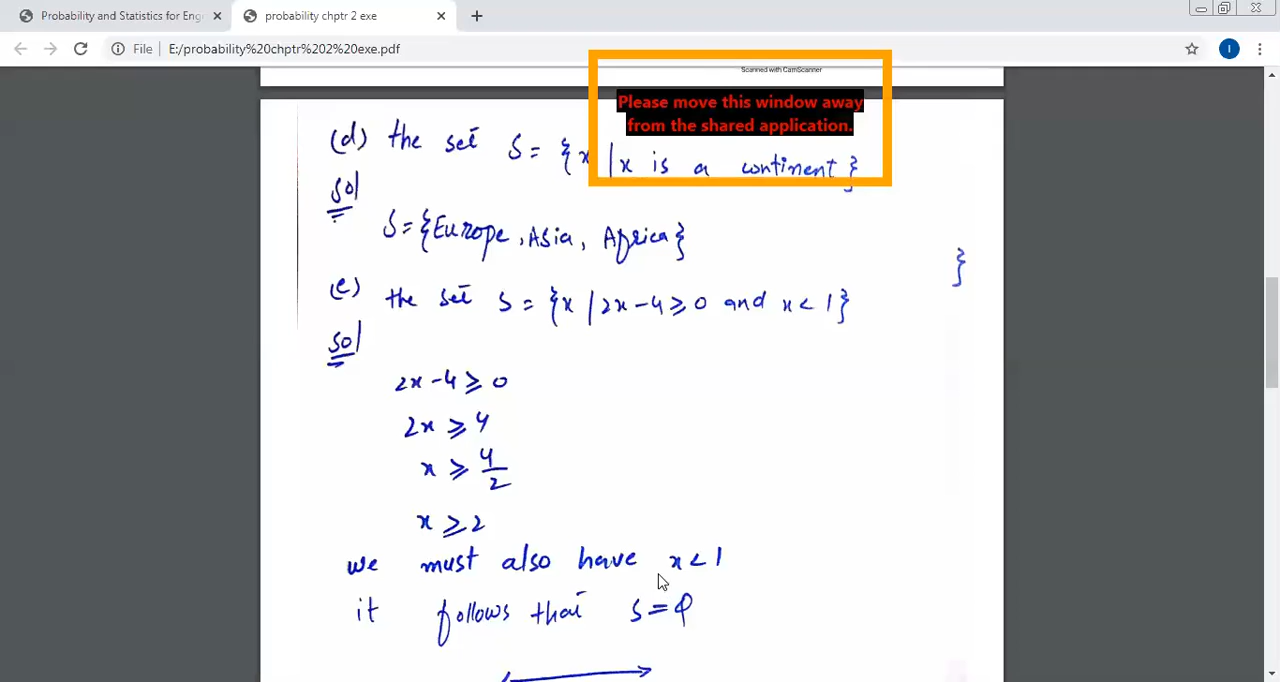 Probability and Statistics for Eng
probability chptr 2 exe
File
E:/probability%20chptr%202%20exe.pdf
I
Scanned with CamScanner
Please move this window away
from the shared application.
(d) the set S = {x | x is a continent}
Sol
S = {Europe, Asia, Africa}
}
(e) the set S = {x | 2x - 4 ≥ 0 and x < 1}
Sol
2x - 4 ≥ 0
2x ≥ 4
x ≥ 4/2
x ≥ 2
we must also have x < 1
it follows that S = φ